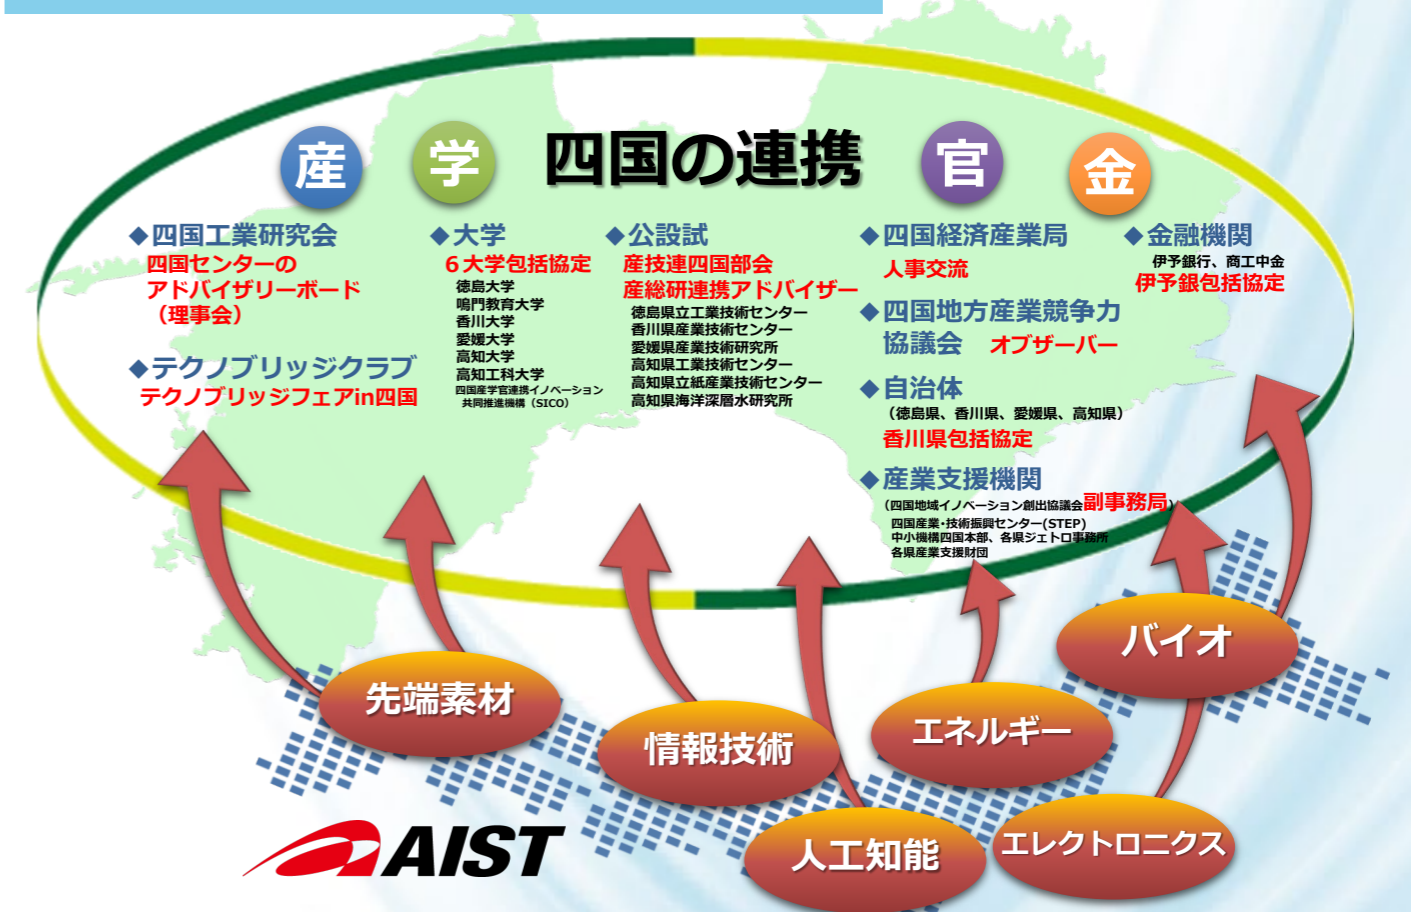 四国の連携
産
学
官
金
◆四国工業研究会
四国センターの
アドバイザリーボード
（理事会）
◆テクノブリッジクラブ
テクノブリッジフェアin四国
◆大学
６大学包括協定
徳島大学
鳴門教育大学
香川大学
愛媛大学
高知大学
高知工科大学
四国産学官連携イノベーション
共同推進機構（SICO）
◆公設試
産技連四国部会
産総研連携アドバイザー
徳島県立工業技術センター
香川県産業技術センター
愛媛県産業技術研究所
高知県工業技術センター
高知県立紙産業技術センター
高知県海洋深層水研究所
◆四国経済産業局
人事交流
◆四国地方産業競争力
協議会 オブザーバー
◆自治体
（徳島県、香川県、愛媛県、高知県）
香川県包括協定
◆産業支援機関
（四国地域イノベーション創出協議会副事務局）
四国産業・技術振興センター(STEP)
中小機構四国本部、各県ジェトロ事務所
各県産業支援財団
◆金融機関
伊予銀行、商工中金
伊予銀包括協定
先端素材
情報技術
人工知能
エネルギー
エレクトロニクス
バイオ
AIST